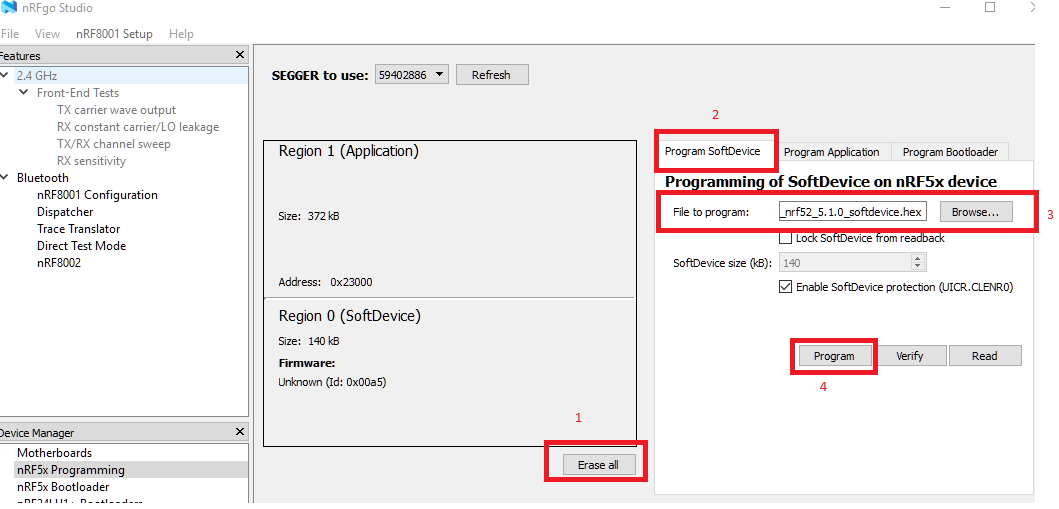 nRFgo Studio
File View nRF8001 Setup Help
Features
2.4 GHz
Front-End Tests
TX carrier wave output
RX constant carrier/LO leakage
TX/RX channel sweep
RX sensitivity
Bluetooth
nRF8001 Configuration
Dispatcher
Trace Translator
Direct Test Mode
nRF8002
Device Manager
Motherboards
nRF5x Programming
nRF5x Bootloader
nRF24LU1+ Bootloaders
SEGGER to use: 59402886 Refresh
Region 1 (Application)
Size: 372 kB
Address: 0x23000
Region 0 (SoftDevice)
Size: 140 kB
Firmware:
Unknown (Id: 0x00a5)
1
Erase all
2
Program SoftDevice Program Application Program Bootloader
Programming of SoftDevice on nRF5x device
File to program: _nrf52_5.1.0_softdevice.hex Browse... 3
Lock SoftDevice from readback
SoftDevice size (kB): 140
Enable SoftDevice protection (UICR.CLENR0)
Program Verify Read
4